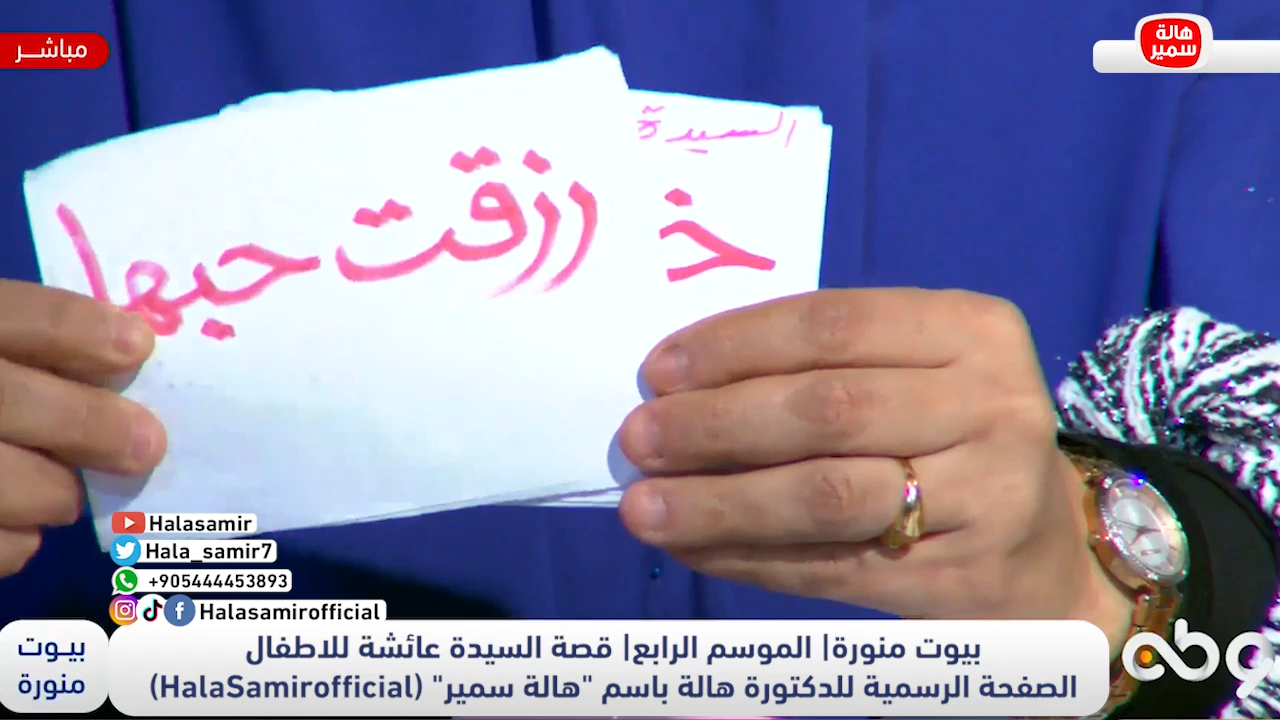 مباشر
هالة
سمير
السيدة
خ رزقت حبها
Halasamir
Hala_samir7
+905444453893
Halasamirofficial
بيوت
منورة
بيوت منورة| الموسم الرابع| قصة السيدة عائشة للاطفال
الصفحة الرسمية للدكتورة هالة باسم "هالة سمير" (HalaSamirofficial)
وطن